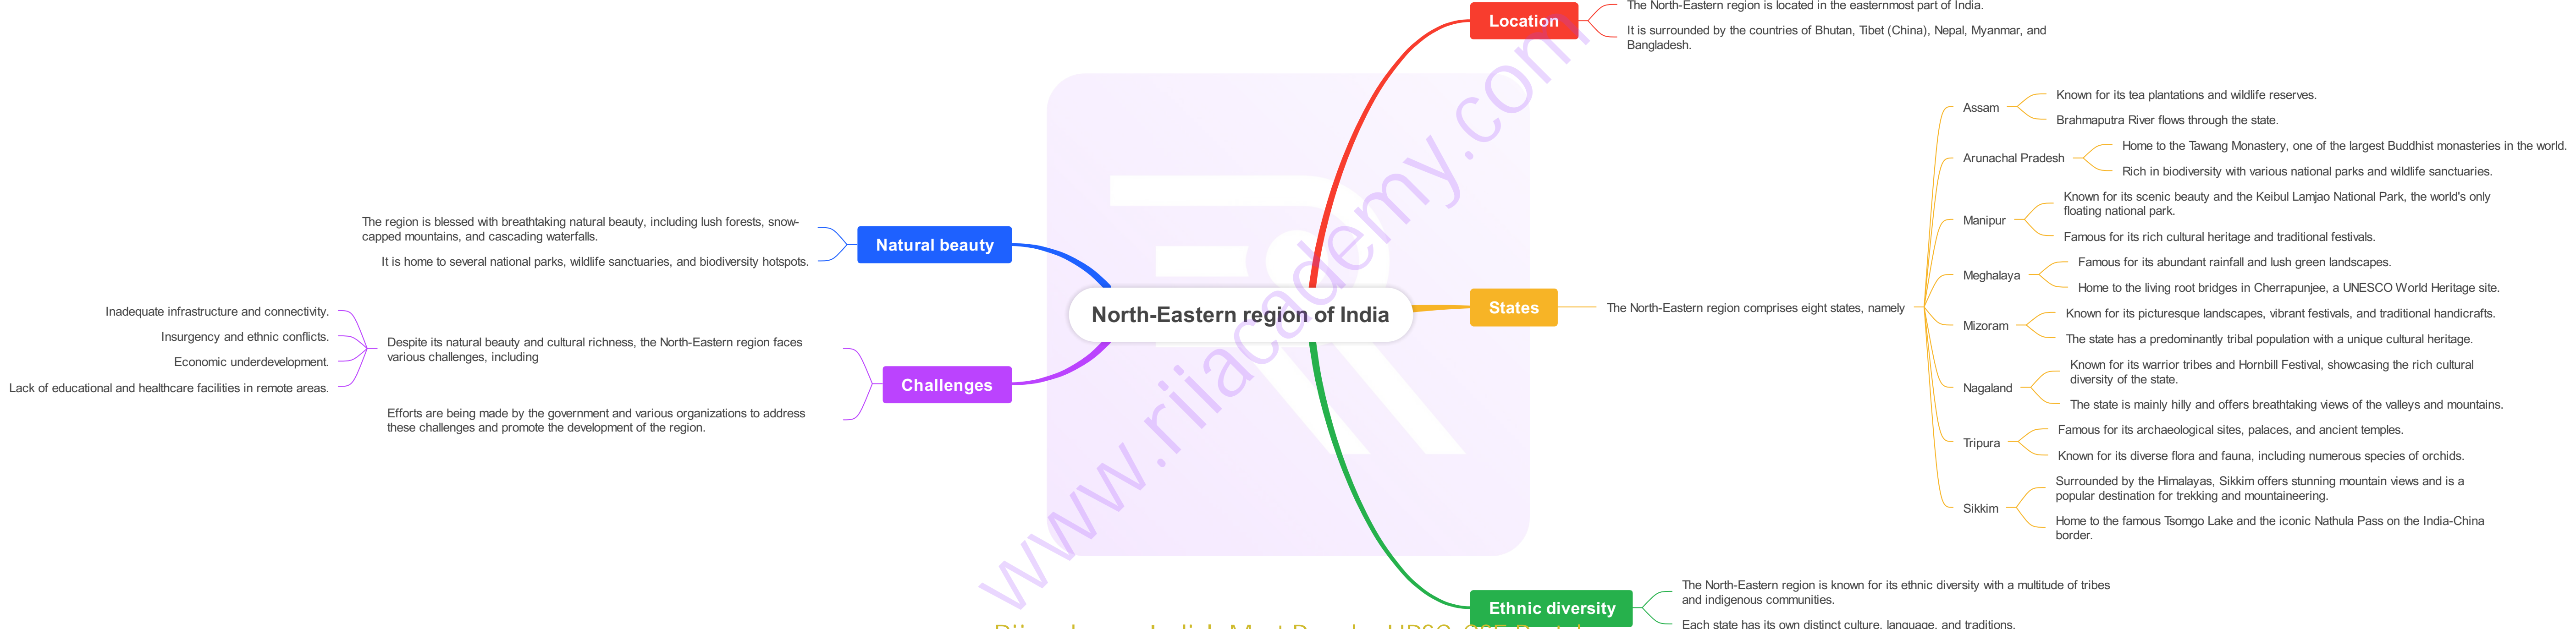 North-Eastern region of India
Location
The North-Eastern region is located in the easternmost part of India.
It is surrounded by the countries of Bhutan, Tibet (China), Nepal, Myanmar, and
Bangladesh.
States
The North-Eastern region comprises eight states, namely
Assam
Known for its tea plantations and wildlife reserves.
Brahmaputra River flows through the state.
Arunachal Pradesh
Home to the Tawang Monastery, one of the largest Buddhist monasteries in the world.
Rich in biodiversity with various national parks and wildlife sanctuaries.
Manipur
Known for its scenic beauty and the Keibul Lamjao National Park, the world's only
floating national park.
Famous for its rich cultural heritage and traditional festivals.
Meghalaya
Famous for its abundant rainfall and lush green landscapes.
Home to the living root bridges in Cherrapunjee, a UNESCO World Heritage site.
Mizoram
Known for its picturesque landscapes, vibrant festivals, and traditional handicrafts.
The state has a predominantly tribal population with a unique cultural heritage.
Nagaland
Known for its warrior tribes and Hornbill Festival, showcasing the rich cultural
diversity of the state.
The state is mainly hilly and offers breathtaking views of the valleys and mountains.
Tripura
Famous for its archaeological sites, palaces, and ancient temples.
Known for its diverse flora and fauna, including numerous species of orchids.
Sikkim
Surrounded by the Himalayas, Sikkim offers stunning mountain views and is a
popular destination for trekking and mountaineering.
Home to the famous Tsomgo Lake and the iconic Nathula Pass on the India-China
border.
Ethnic diversity
The North-Eastern region is known for its ethnic diversity with a multitude of tribes
and indigenous communities.
Each state has its own distinct culture, language, and traditions.
Natural beauty
The region is blessed with breathtaking natural beauty, including lush forests, snow-
capped mountains, and cascading waterfalls.
It is home to several national parks, wildlife sanctuaries, and biodiversity hotspots.
Challenges
Despite its natural beauty and cultural richness, the North-Eastern region faces
various challenges, including
Inadequate infrastructure and connectivity.
Insurgency and ethnic conflicts.
Economic underdevelopment.
Lack of educational and healthcare facilities in remote areas.
Efforts are being made by the government and various organizations to address
these challenges and promote the development of the region.
www.riiacademy.com